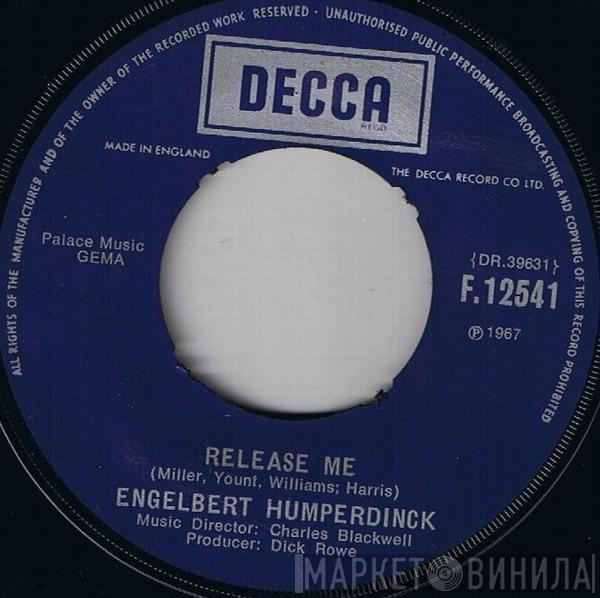 ALL RIGHTS OF THE MANUFACTURER AND OF THE OWNER OF THE RECORDED WORK RESERVED · UNAUTHORISED PUBLIC PERFORMANCE BROADCASTING AND COPYING OF THIS RECORD PROHIBITED
DECCA
REGD
MADE IN ENGLAND
THE DECCA RECORD CO LTD.
Palace Music
GEMA
{DR.39631}
F.12541
Ⓟ 1967
RELEASE ME
(Miller, Yount, Williams; Harris)
ENGELBERT HUMPERDINCK
Music Director: Charles Blackwell
Producer: Dick Rowe
МАРКЕТ ВИНИЛА